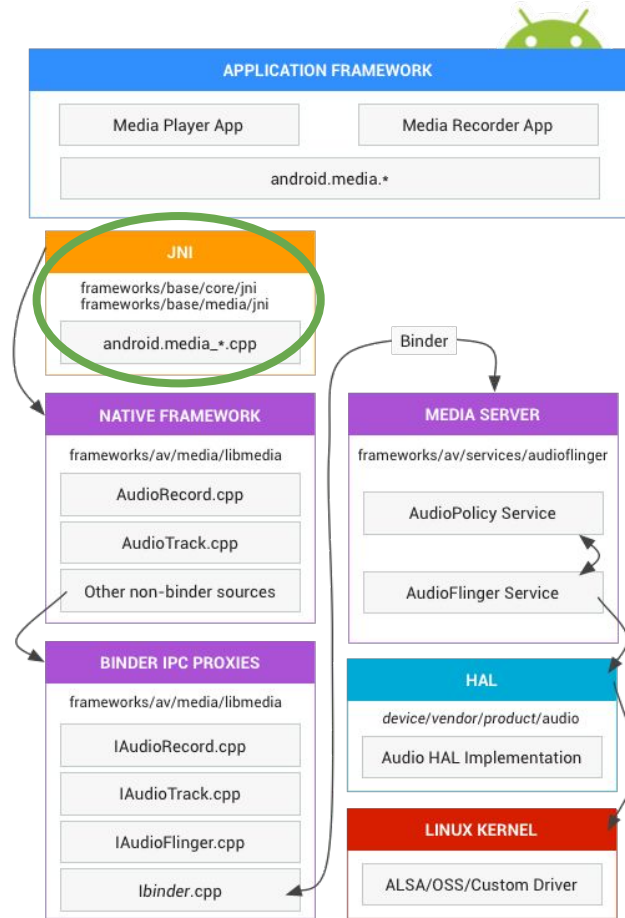 APPLICATION FRAMEWORK
Media Player App
Media Recorder App
android.media.*
JNI
frameworks/base/core/jni
frameworks/base/media/jni
android.media_*.cpp
Binder
NATIVE FRAMEWORK
frameworks/av/media/libmedia
AudioRecord.cpp
AudioTrack.cpp
Other non-binder sources
MEDIA SERVER
frameworks/av/services/audioflinger
AudioPolicy Service
AudioFlinger Service
BINDER IPC PROXIES
frameworks/av/media/libmedia
IAudioRecord.cpp
IAudioTrack.cpp
IAudioFlinger.cpp
Ibinder.cpp
HAL
device/vendor/product/audio
Audio HAL Implementation
LINUX KERNEL
ALSA/OSS/Custom Driver